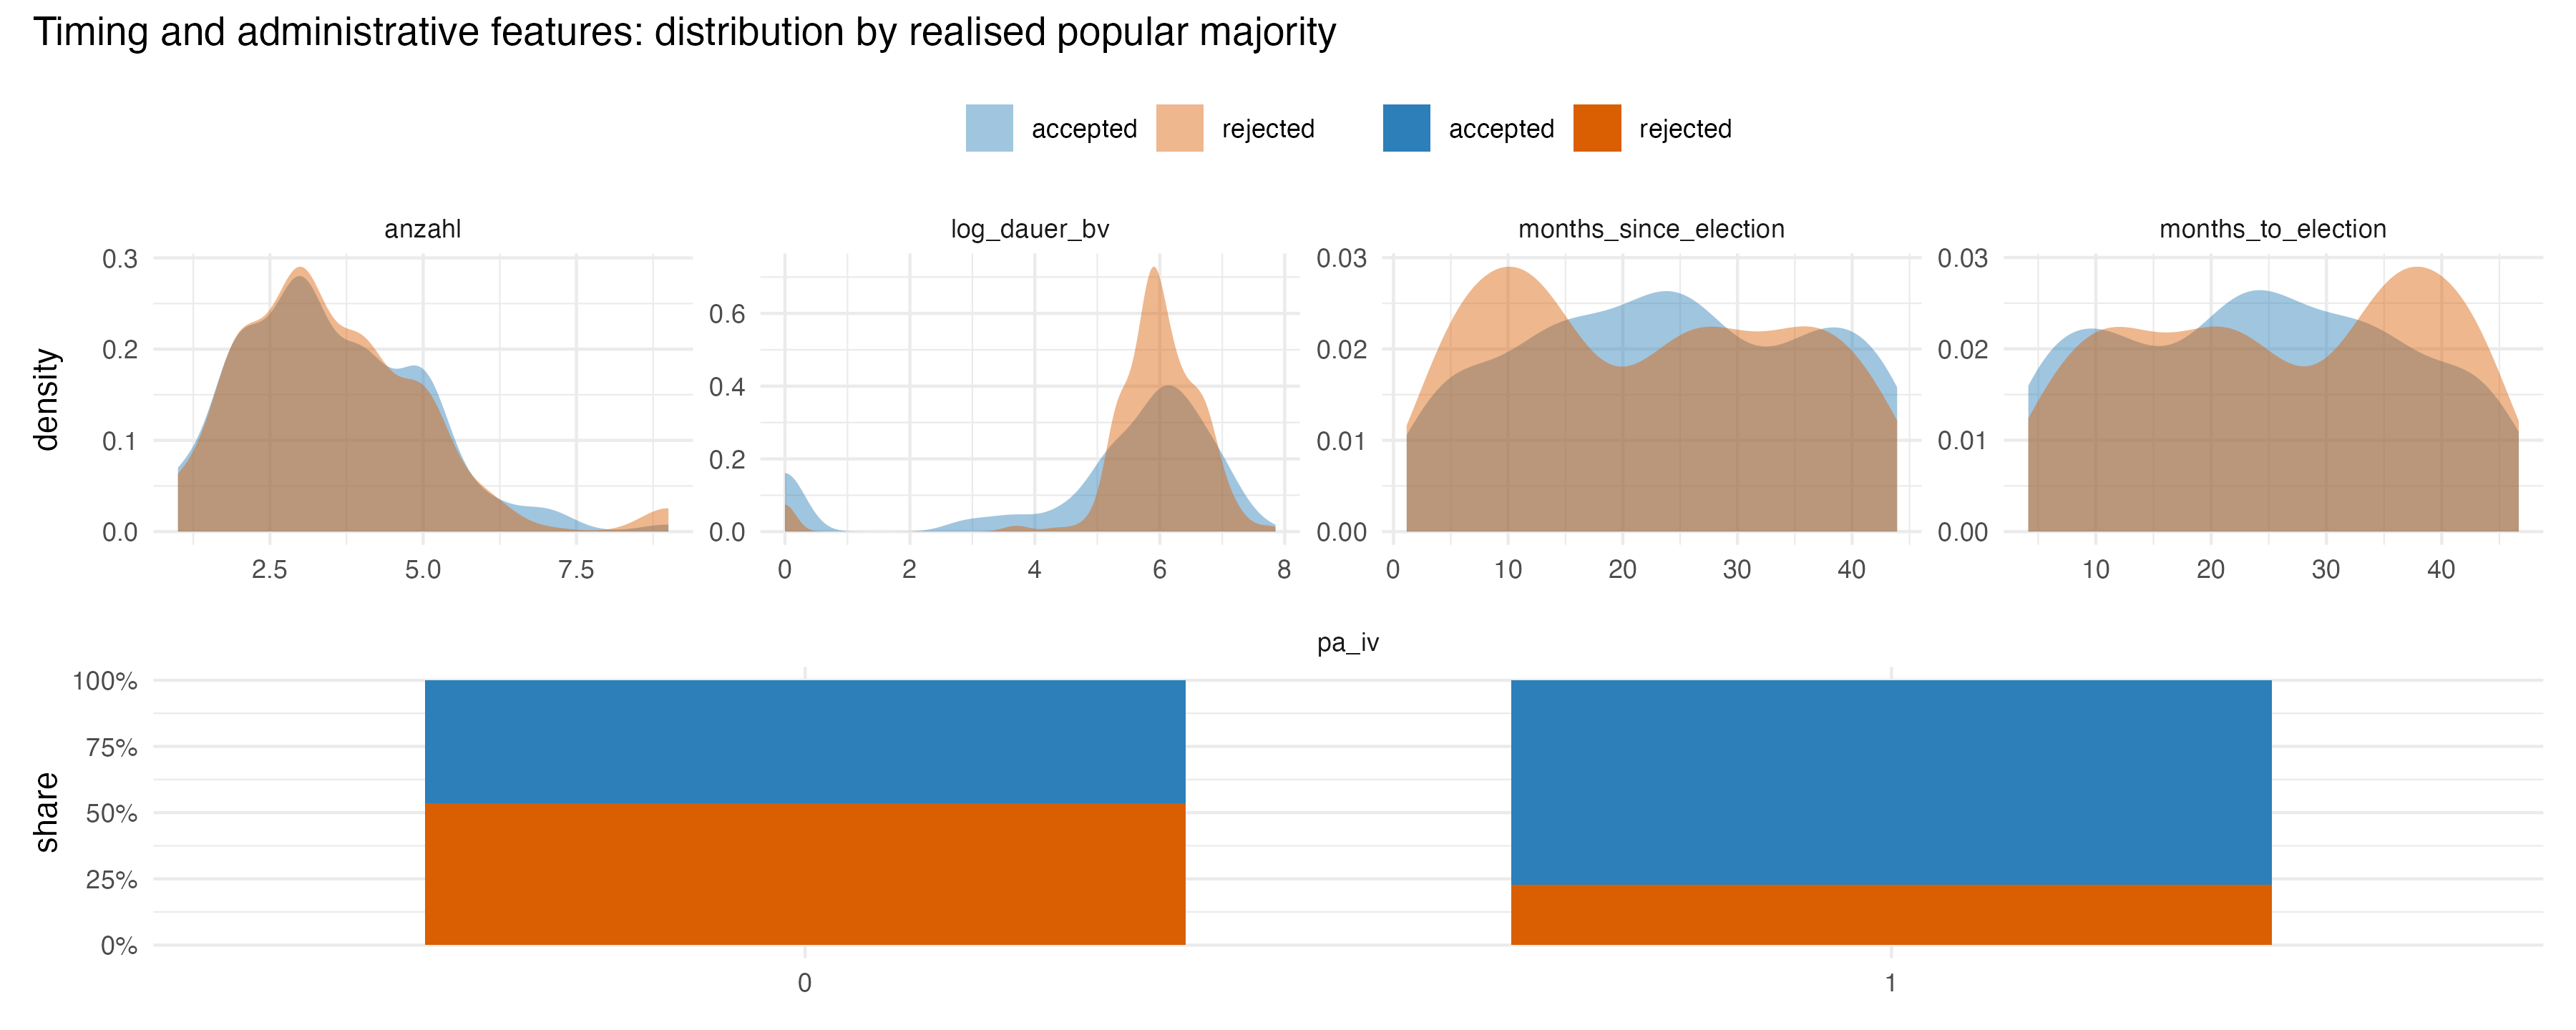 Timing and administrative features: distribution by realised popular majority
accepted rejected accepted rejected
anzahl log_dauer_bv months_since_election months_to_election
density
0.3
0.2
0.1
0.0
2.5 5.0 7.5
0.6
0.4
0.2
0.0
0 2 4 6 8
0.03
0.02
0.01
0.00
0 10 20 30 40
0.03
0.02
0.01
0.00
10 20 30 40
pa_iv
share
100%
75%
50%
25%
0%
0 1